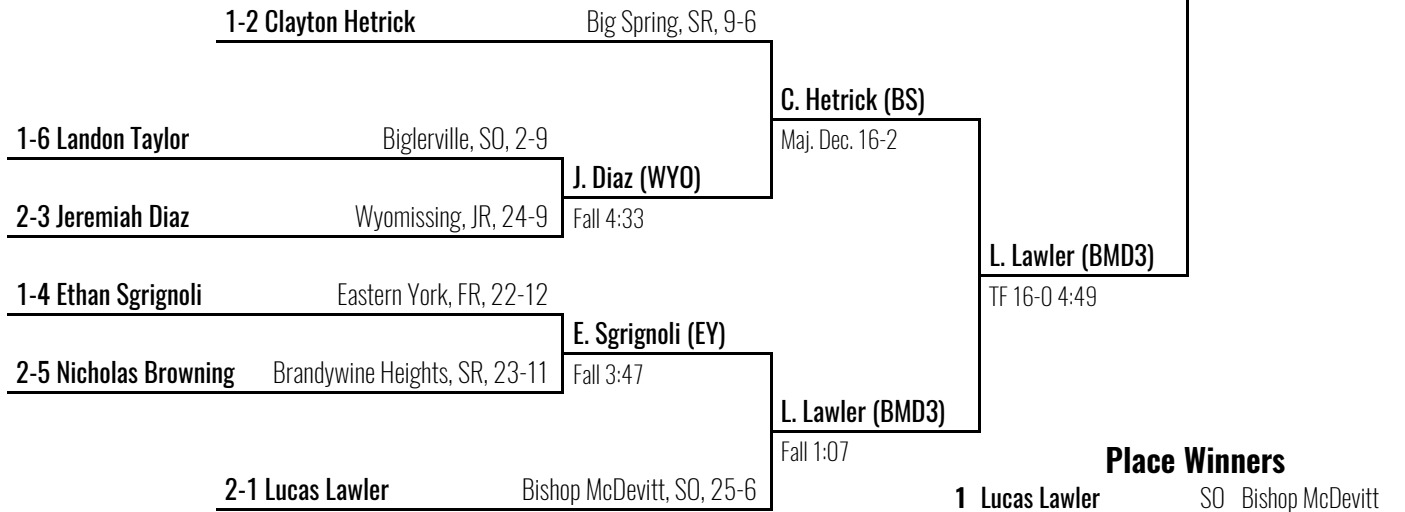 1-2 Clayton Hetrick Big Spring, SR, 9-6
C. Hetrick (BS)
1-6 Landon Taylor Biglerville, SO, 2-9
Maj. Dec. 16-2
J. Diaz (WYO)
2-3 Jeremiah Diaz Wyomissing, JR, 24-9
Fall 4:33
L. Lawler (BMD3)
1-4 Ethan Sgrignoli Eastern York, FR, 22-12
TF 16-0 4:49
E. Sgrignoli (EY)
2-5 Nicholas Browning Brandywine Heights, SR, 23-11
Fall 3:47
L. Lawler (BMD3)
Fall 1:07
Place Winners
2-1 Lucas Lawler Bishop McDevitt, SO, 25-6
1 Lucas Lawler SO Bishop McDevitt